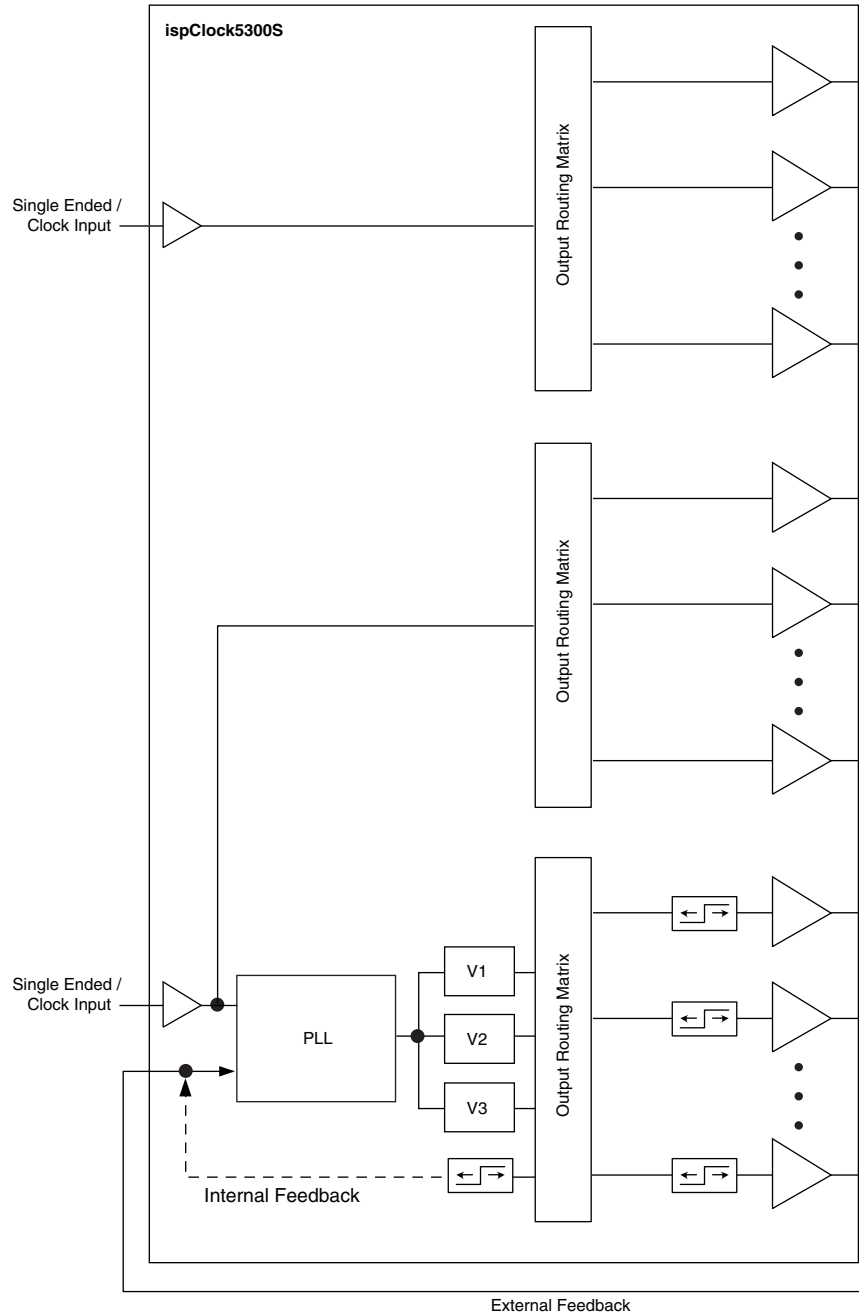 ispClock5300S
Output Routing Matrix
Single Ended /
Clock Input
Output Routing Matrix
Output Routing Matrix
V1
Single Ended /
Clock Input
PLL
V2
V3
Internal Feedback
External Feedback